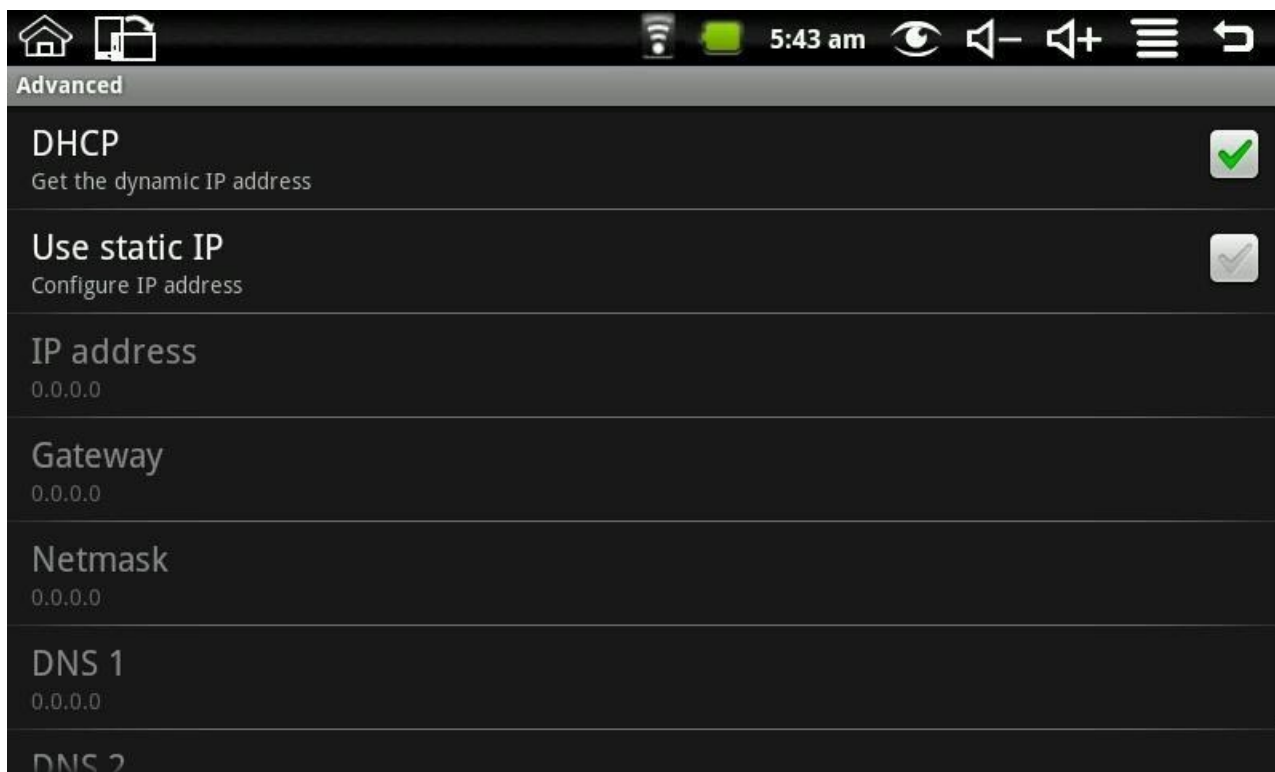 5:43 am
Advanced
DHCP
Get the dynamic IP address
Use static IP
Configure IP address
IP address
0.0.0.0
Gateway
0.0.0.0
Netmask
0.0.0.0
DNS 1
0.0.0.0
DNS 2